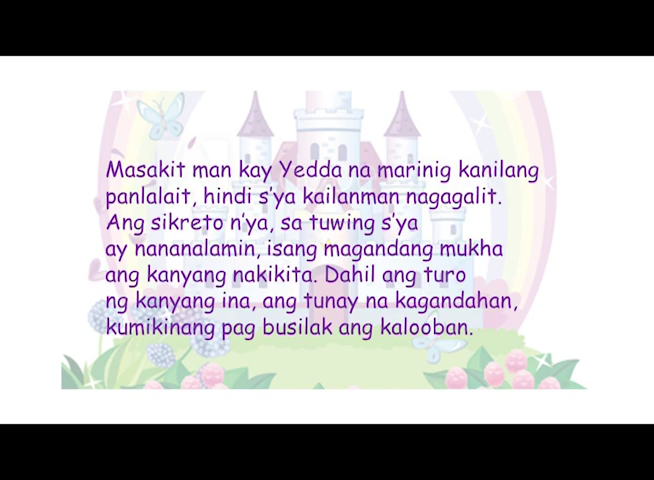 Masakit man kay Yedda na marinig kanilang
panlalait, hindi s'ya kailanman nagagalit.
Ang sikreto n'ya, sa tuwing s'ya
ay nananalamin, isang magandang mukha
ang kanyang nakikita. Dahil ang turo
ng kanyang ina, ang tunay na kagandahan,
kumikinang pag busilak ang kalooban.